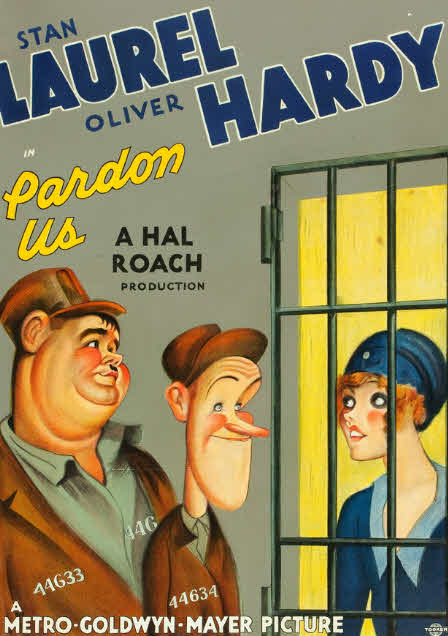 STAN
LAUREL
OLIVER HARDY
IN
Pardon
Us
A HAL
ROACH
PRODUCTION
446
44633
44634
A
METRO-GOLDWYN-MAYER PICTURE